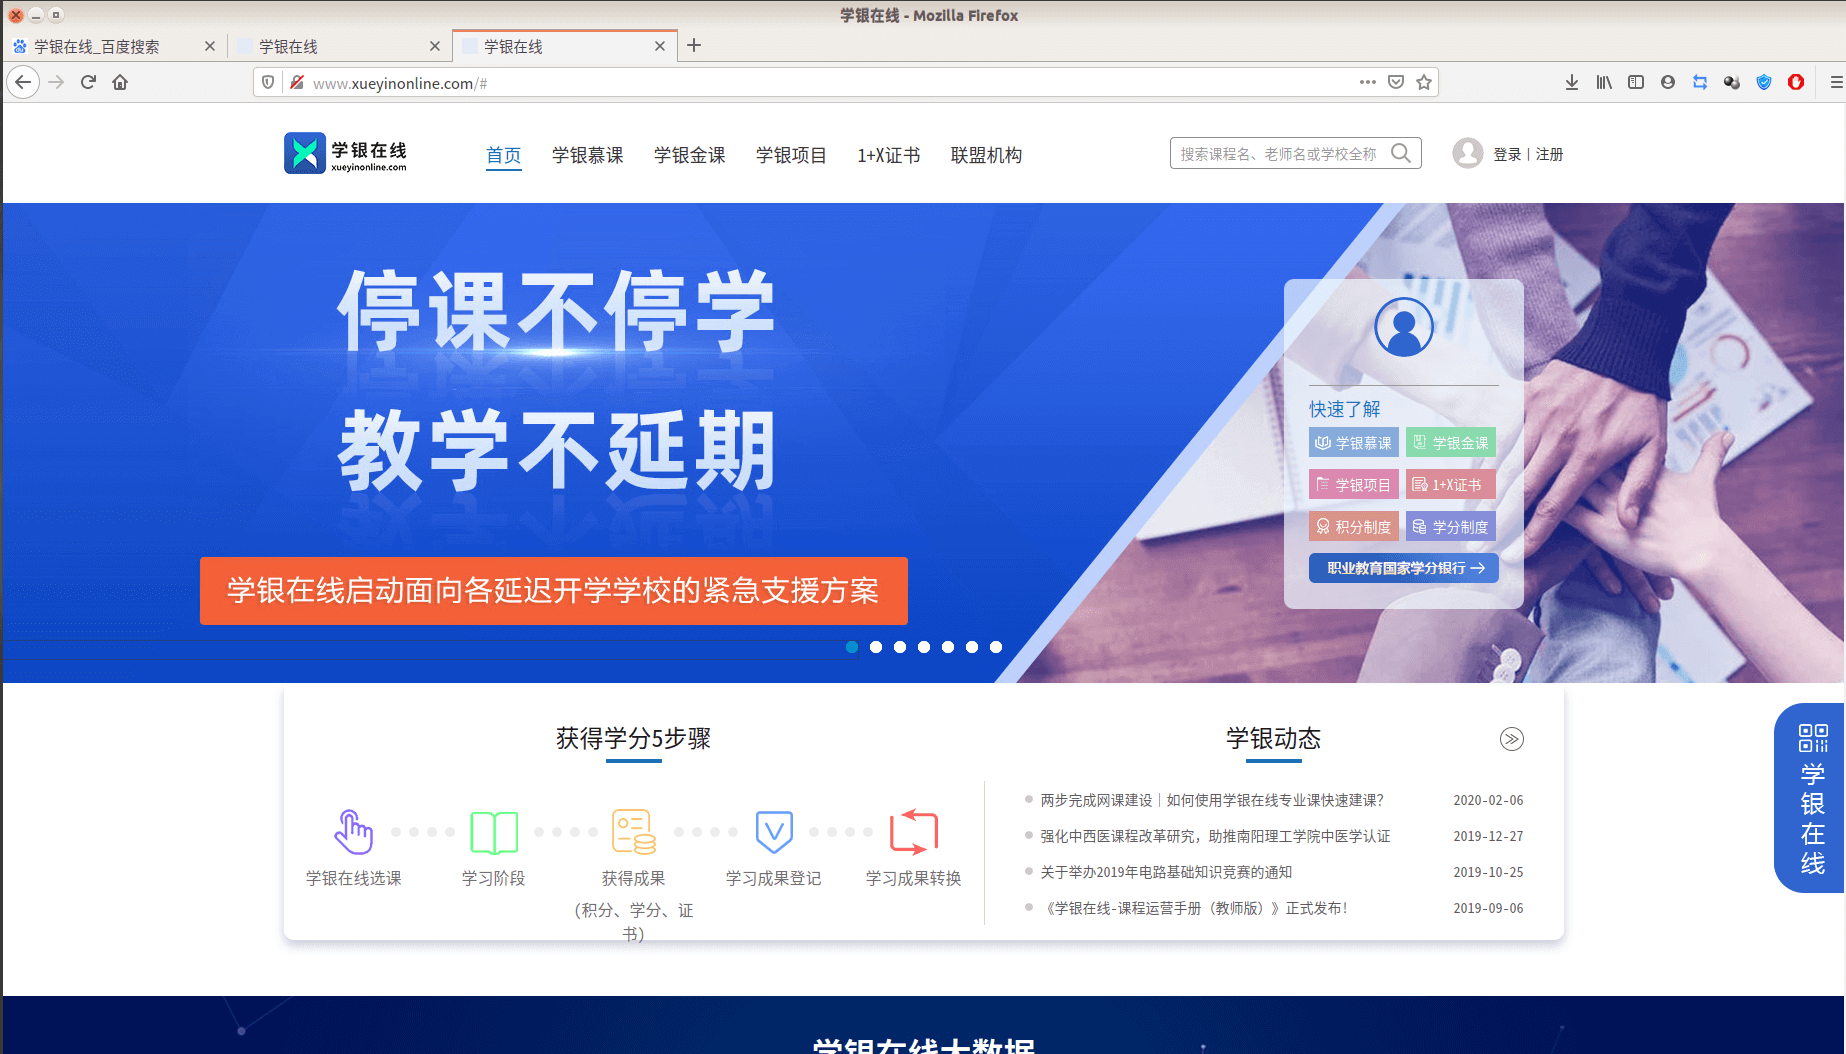 学银在线 - Mozilla Firefox
学银在线_百度搜索
学银在线
学银在线
www.xueyinonline.com/#
学银在线
xueyinonline.com
首页
学银慕课
学银金课
学银项目
1+X证书
联盟机构
搜索课程名、老师名或学校全称
登录 | 注册
停课不停学
教学不延期
学银在线启动面向各延迟开学学校的紧急支援方案
快速了解
学银慕课
学银金课
学银项目
1+X证书
积分制度
学分制度
职业教育国家学分银行
获得学分5步骤
学银在线选课
学习阶段
获得成果
(积分、学分、证
书)
学习成果登记
学习成果转换
学银动态
两步完成网课建设｜如何使用学银在线专业课快速建课？ 2020-02-06
强化中西医课程改革研究，助推南阳理工学院中医学认证 2019-12-27
关于举办2019年电路基础知识竞赛的通知 2019-10-25
《学银在线-课程运营手册（教师版）》正式发布！ 2019-09-06
学银在线
学银在线大数据